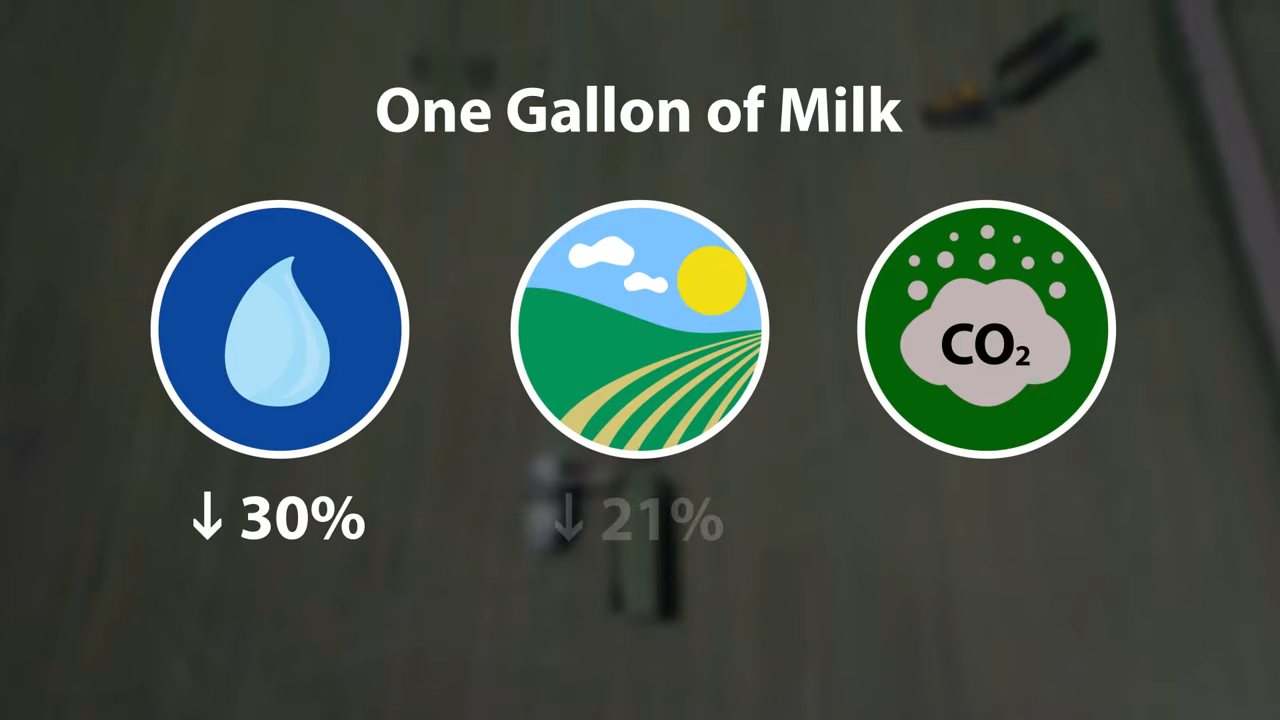 One Gallon of Milk
CO₂
↓ 30%
↓ 21%